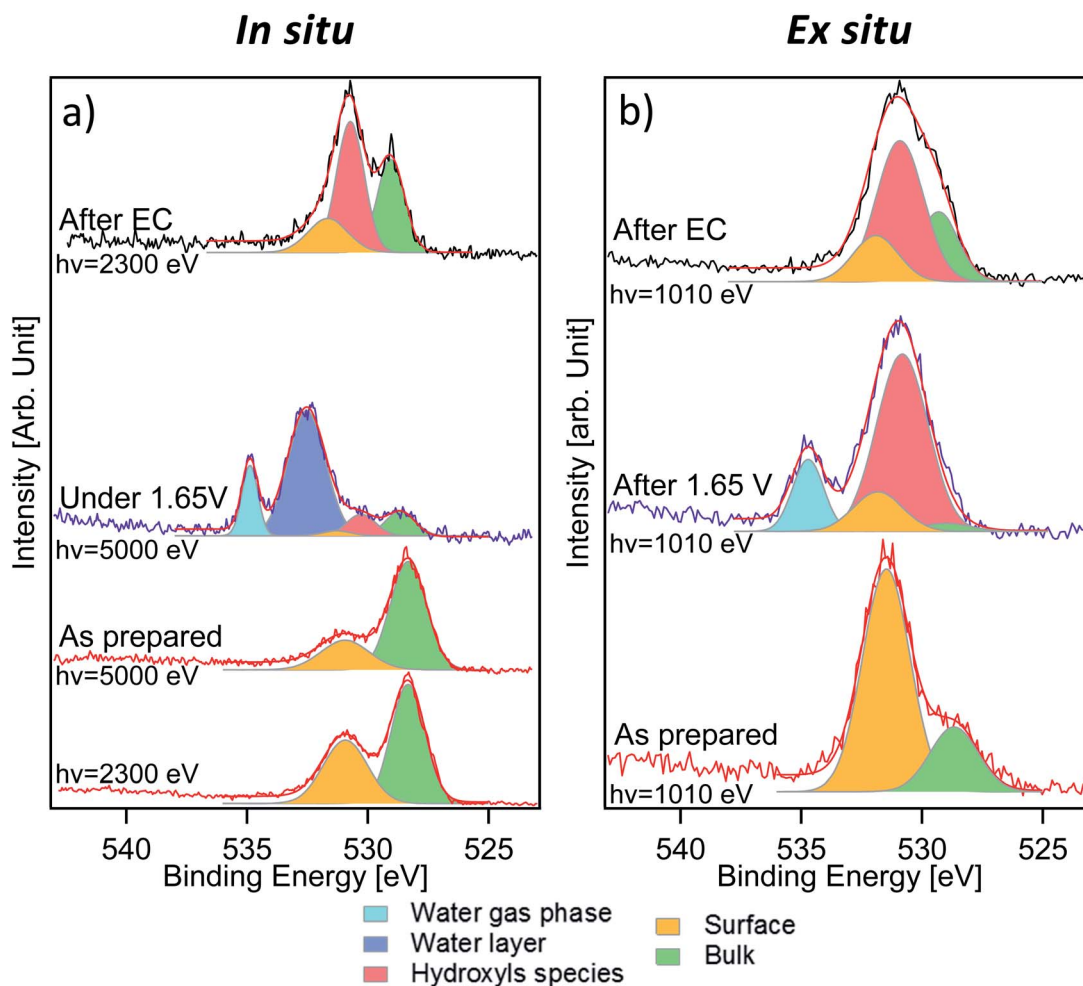 In situ
Ex situ
a)
After EC
hv=2300 eV
Under 1.65V
hv=5000 eV
As prepared
hv=5000 eV
hv=2300 eV
Intensity [Arb. Unit]
540 535 530 525
Binding Energy [eV]
b)
After EC
hv=1010 eV
After 1.65 V
hv=1010 eV
As prepared
hv=1010 eV
Intensity [arb. Unit]
540 535 530 525
Binding Energy [eV]
Water gas phase
Water layer
Hydroxyls species
Surface
Bulk